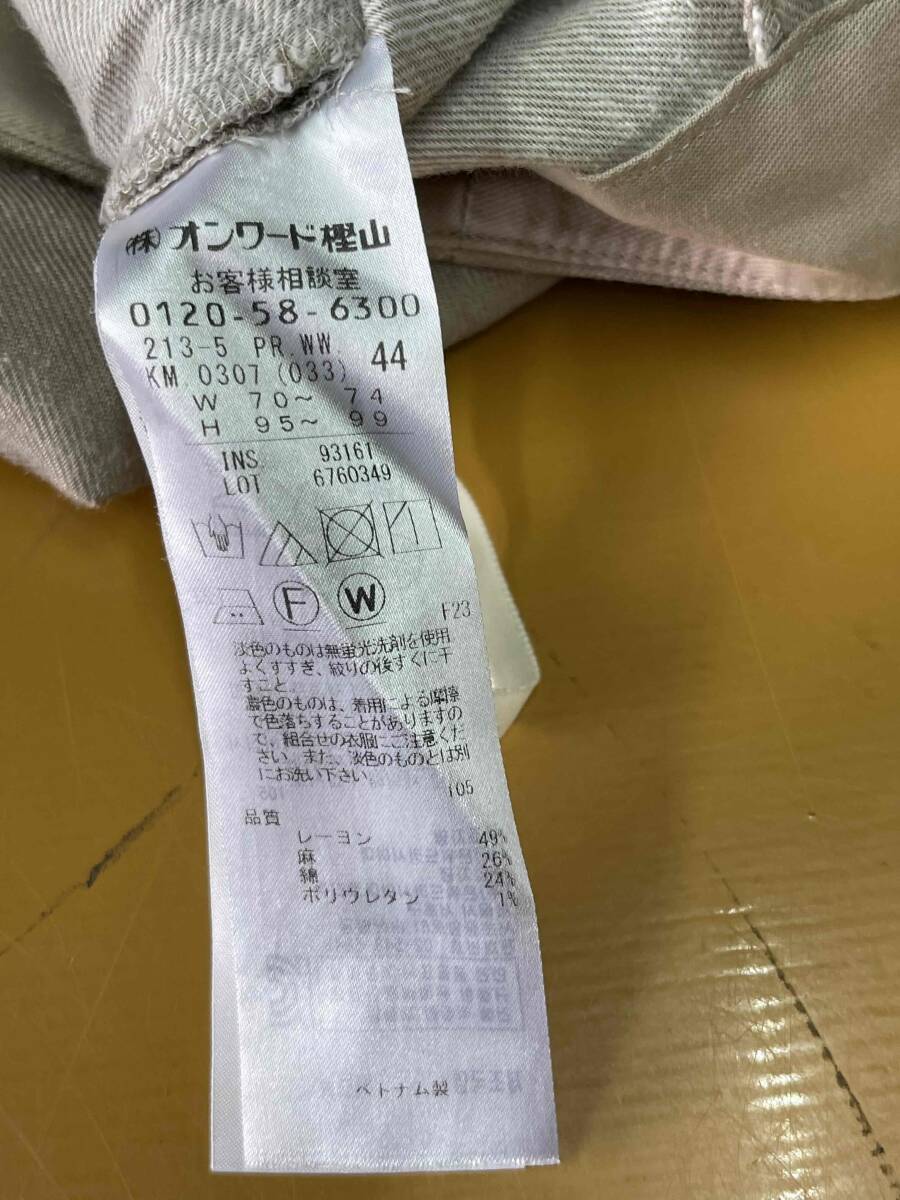 ㈱オンワード樫山
お客様相談室
0120-58-6300
213-5 PR.WW. 44
KM 0307 (033)
W 70～ 74
H 95～ 99
INS 93161
LOT 6760349
F W
F23
淡色のものは無蛍光洗剤を使用
よくすすぎ、絞りの後すぐに干
すこと。
濃色のものは、着用による摩擦
で色落ちすることがありますの
で、組合せの衣服にご注意くだ
さい。また、淡色のものとは別
にお洗い下さい。
105
品質
レーヨン 49%
麻 26%
綿 24%
ポリウレタン 1%
ベトナム製